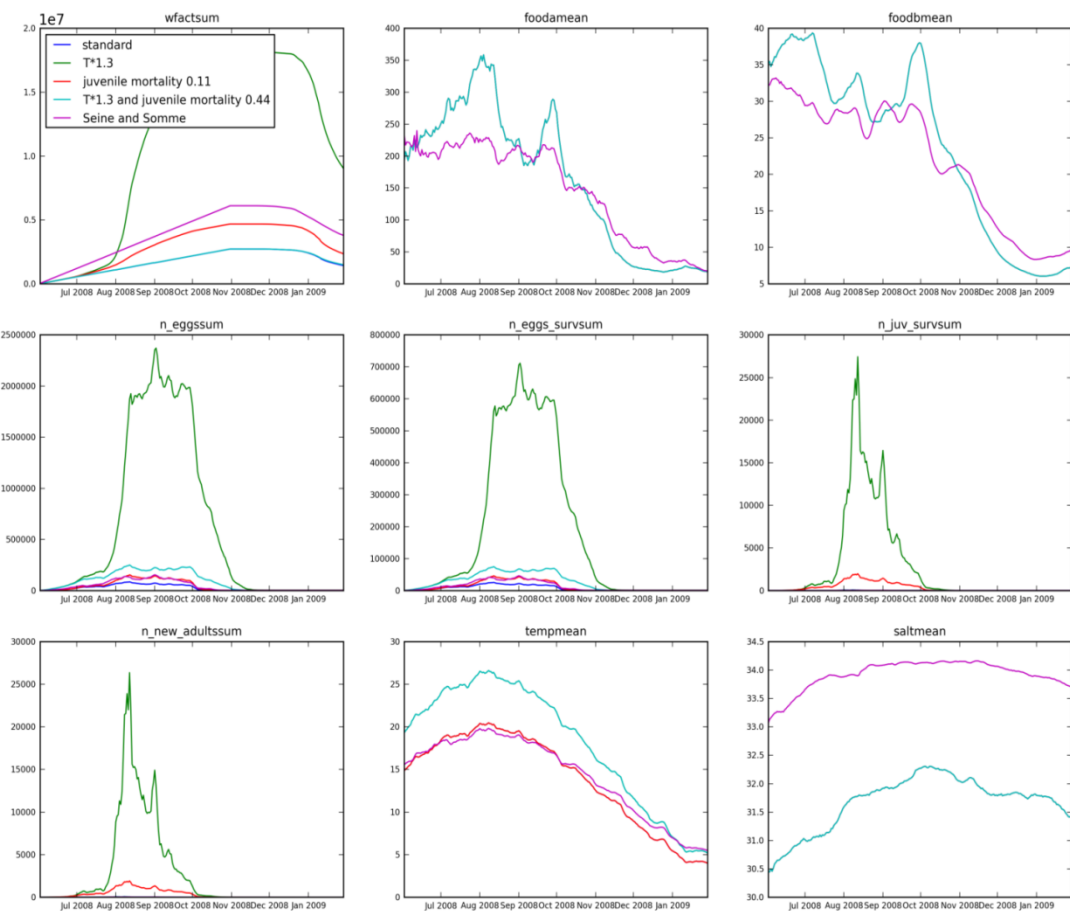 wfactsum
foodamean
foodbmean
1e7
2.0
1.5
1.0
0.5
0.0
standard
T*1.3
juvenile mortality 0.11
T*1.3 and juvenile mortality 0.44
Seine and Somme
Jul 2008 Aug 2008 Sep 2008 Oct 2008 Nov 2008 Dec 2008 Jan 2009
400
350
300
250
200
150
100
50
0
Jul 2008 Aug 2008 Sep 2008 Oct 2008 Nov 2008 Dec 2008 Jan 2009
40
35
30
25
20
15
10
5
Jul 2008 Aug 2008 Sep 2008 Oct 2008 Nov 2008 Dec 2008 Jan 2009
n_eggssum
n_eggs_survsum
n_juv_survsum
2500000
2000000
1500000
1000000
500000
0
Jul 2008 Aug 2008 Sep 2008 Oct 2008 Nov 2008 Dec 2008 Jan 2009
800000
700000
600000
500000
400000
300000
200000
100000
0
Jul 2008 Aug 2008 Sep 2008 Oct 2008 Nov 2008 Dec 2008 Jan 2009
30000
25000
20000
15000
10000
5000
0
Jul 2008 Aug 2008 Sep 2008 Oct 2008 Nov 2008 Dec 2008 Jan 2009
n_new_adultssum
tempmean
saltmean
30000
25000
20000
15000
10000
5000
0
Jul 2008 Aug 2008 Sep 2008 Oct 2008 Nov 2008 Dec 2008 Jan 2009
30
25
20
15
10
5
0
Jul 2008 Aug 2008 Sep 2008 Oct 2008 Nov 2008 Dec 2008 Jan 2009
34.5
34.0
33.5
33.0
32.5
32.0
31.5
31.0
30.5
30.0
Jul 2008 Aug 2008 Sep 2008 Oct 2008 Nov 2008 Dec 2008 Jan 2009